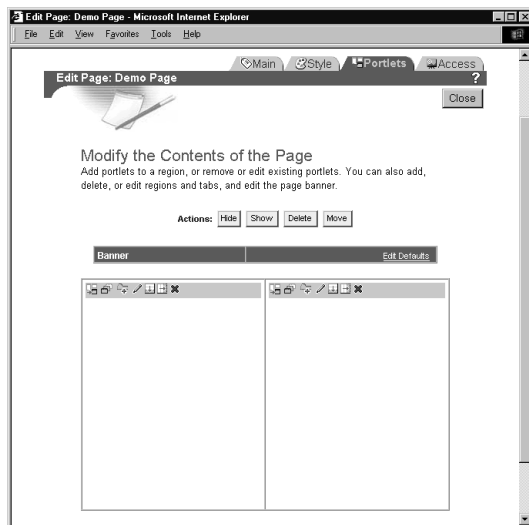 Edit Page: Demo Page - Microsoft Internet Explorer
File Edit View Favorites Tools Help
Main Style Portlets Access
Edit Page: Demo Page ?
Close
Modify the Contents of the Page
Add portlets to a region, or remove or edit existing portlets. You can also add,
delete, or edit regions and tabs, and edit the page banner.
Actions: Hide Show Delete Move
Banner Edit Defaults